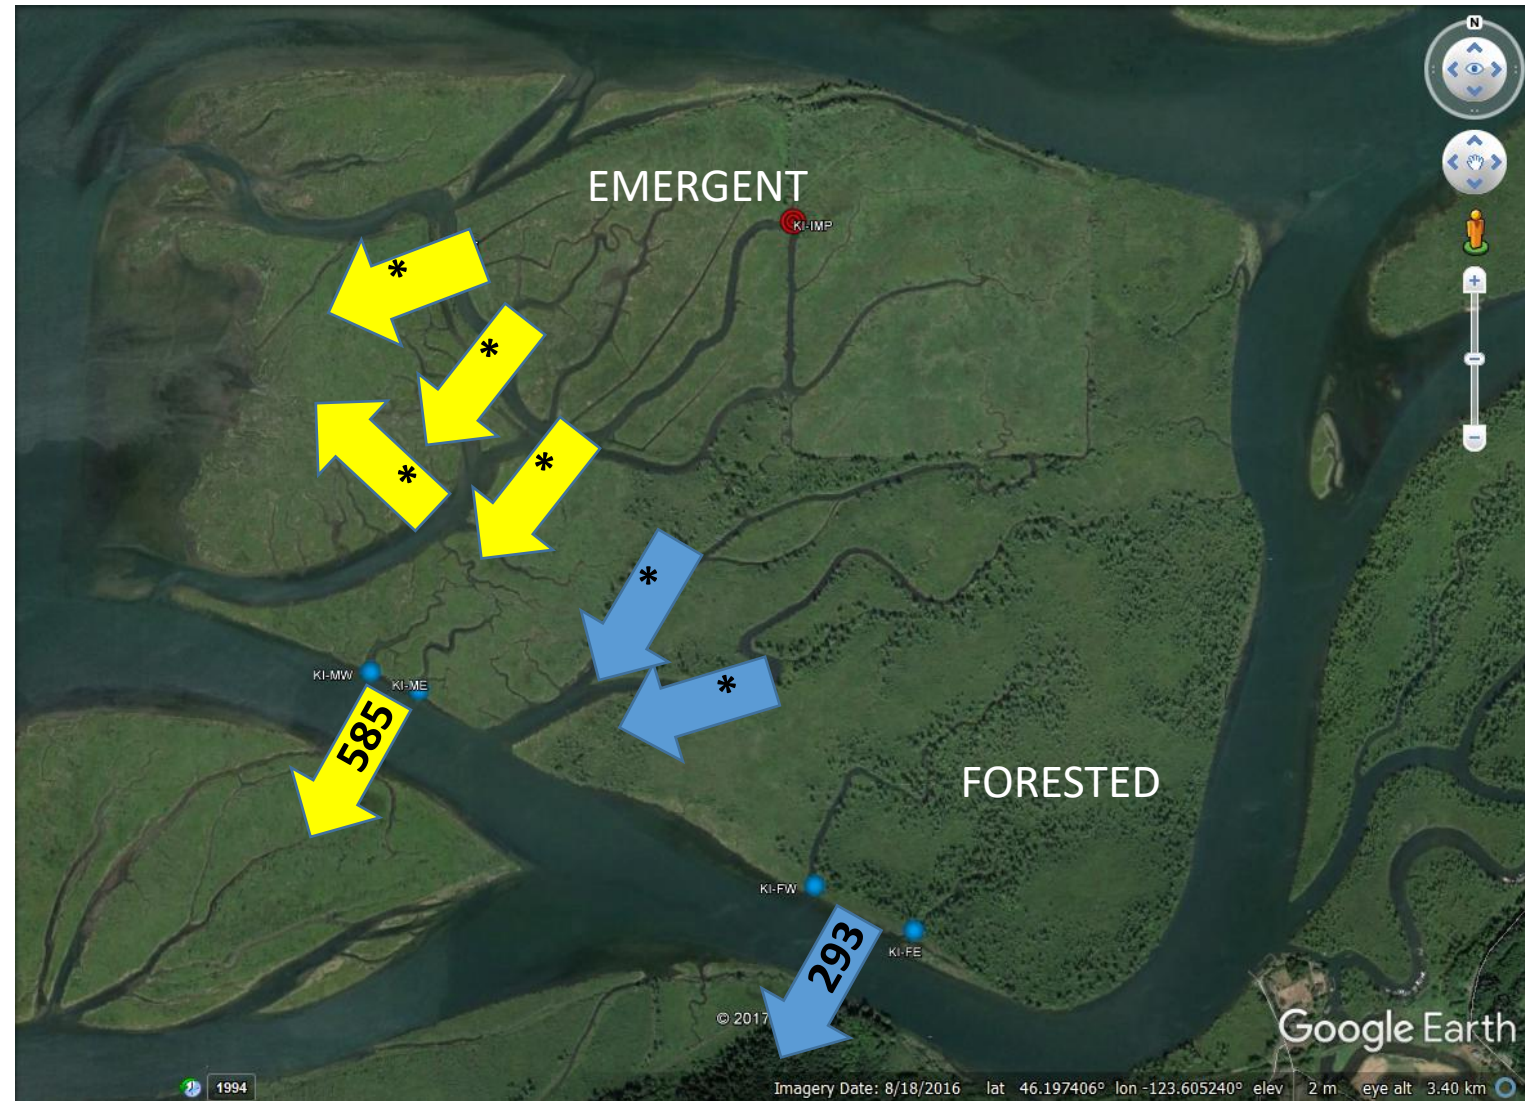 N
EMERGENT
KI-IMP
*
*
*
*
*
*
KI-MW
KI-ME
585
FORESTED
KI-FW
KI-FE
293
© 2017
Google Earth
1994
Imagery Date: 8/18/2016 lat 46.197406° lon -123.605240° elev 2 m eye alt 3.40 km